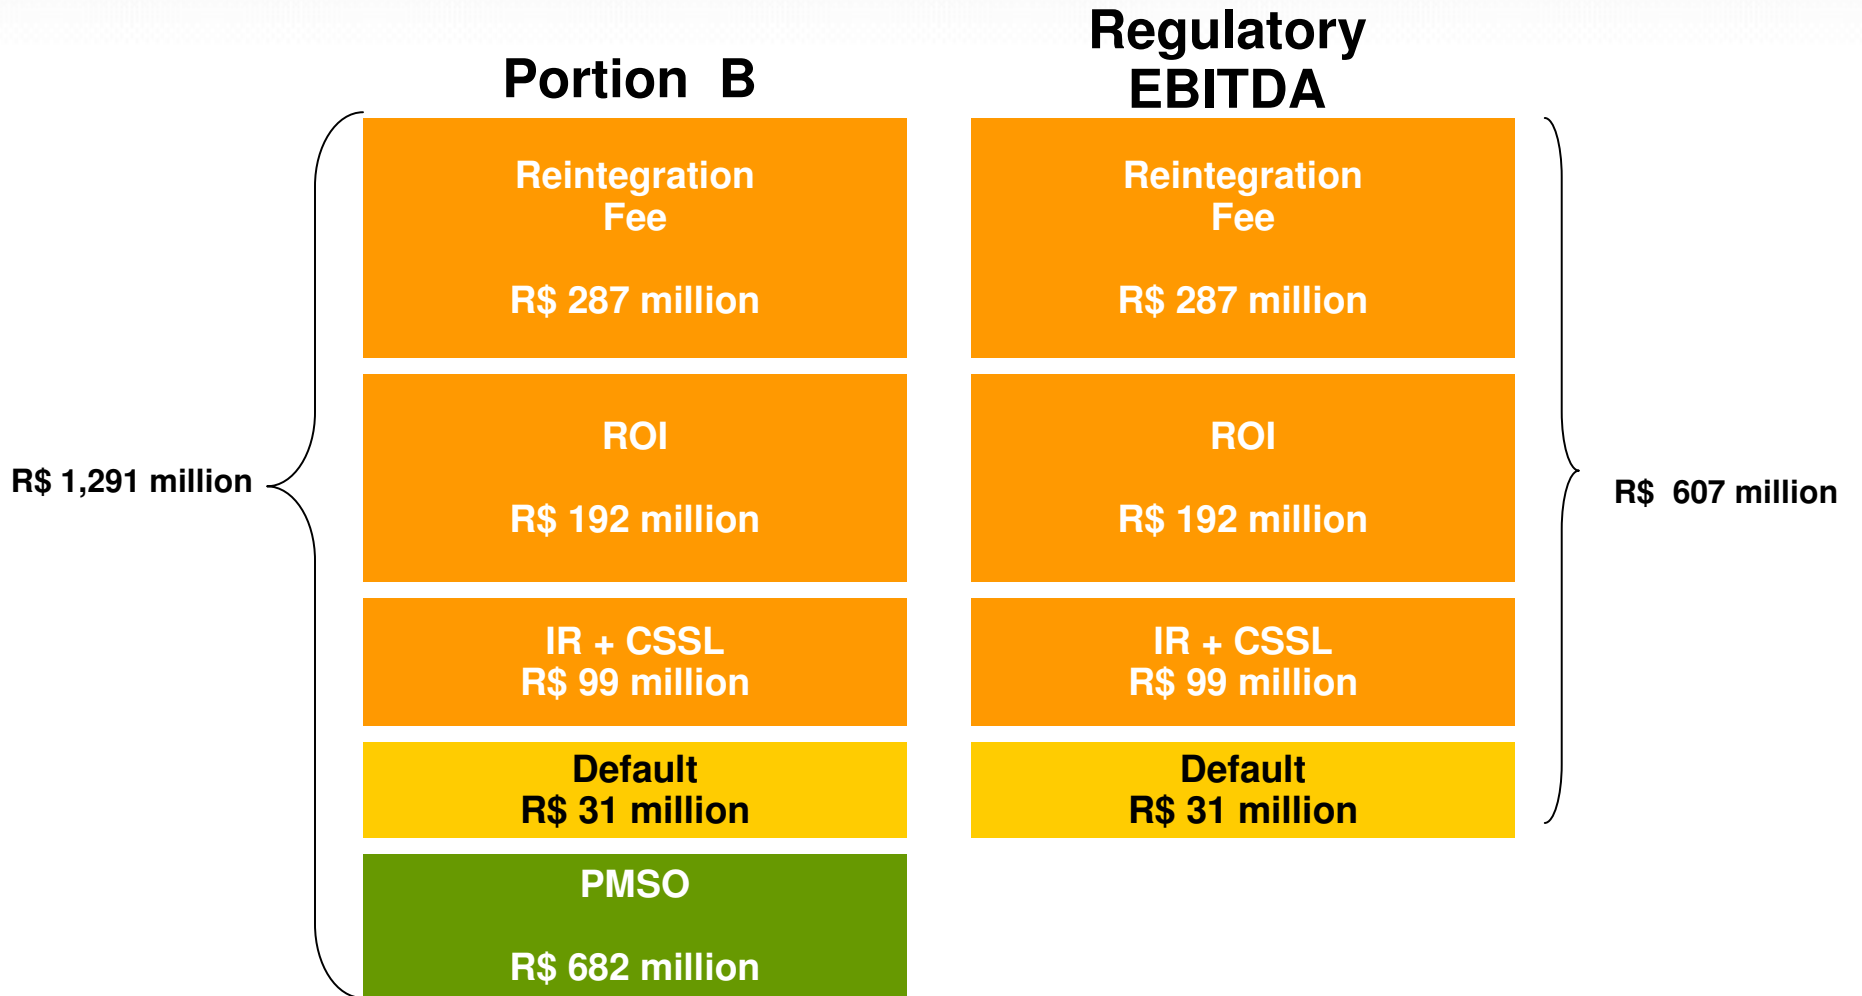 Portion B
Regulatory
EBITDA
R$ 1,291 million
Reintegration
Fee
R$ 287 million
ROI
R$ 192 million
IR + CSSL
R$ 99 million
Default
R$ 31 million
PMSO
R$ 682 million
Reintegration
Fee
R$ 287 million
ROI
R$ 192 million
IR + CSSL
R$ 99 million
Default
R$ 31 million
R$ 607 million